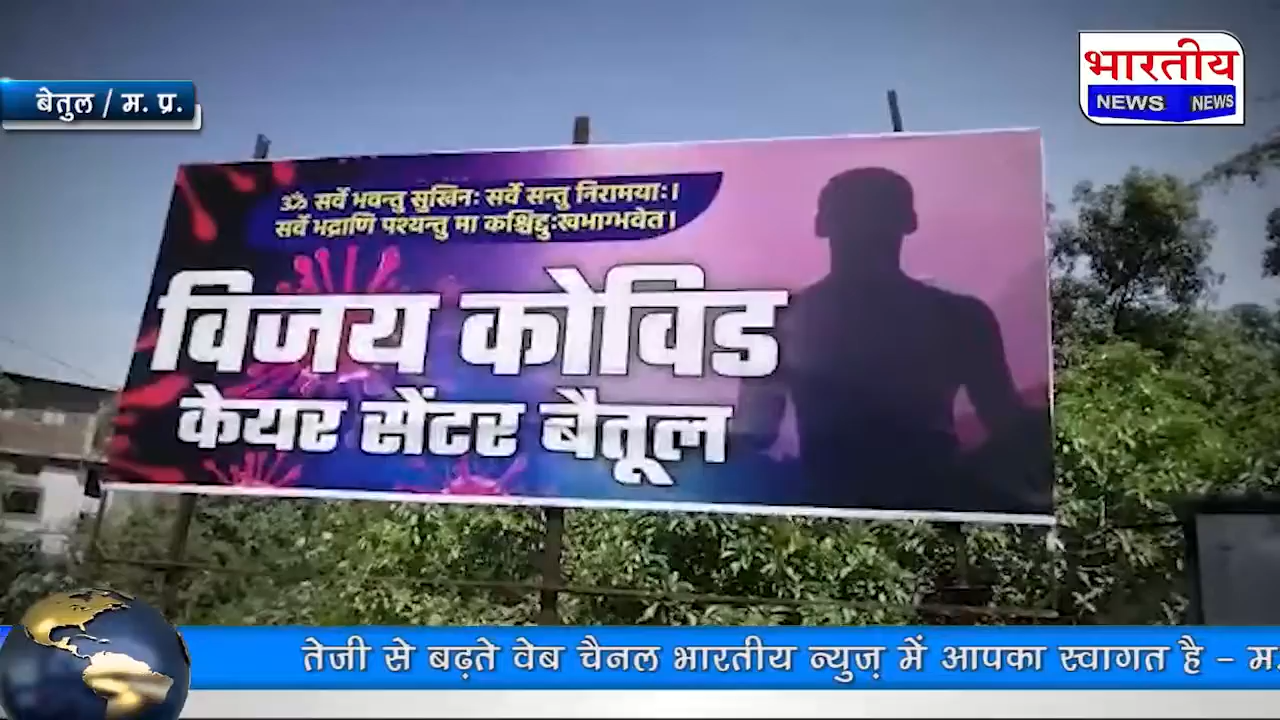 भारतीय
NEWS NEWS
बेतुल / म. प्र.
ॐ सर्वे भवन्तु सुखिनः सर्वे सन्तु निरामयाः।
सर्वे भद्राणि पश्यन्तु मा कश्चिद्दुःखभाग्भवेत।
विजय कोविड
केयर सेंटर बैतूल
तेजी से बढ़ते वेब चैनल भारतीय न्युज़ में आपका स्वागत है - म.